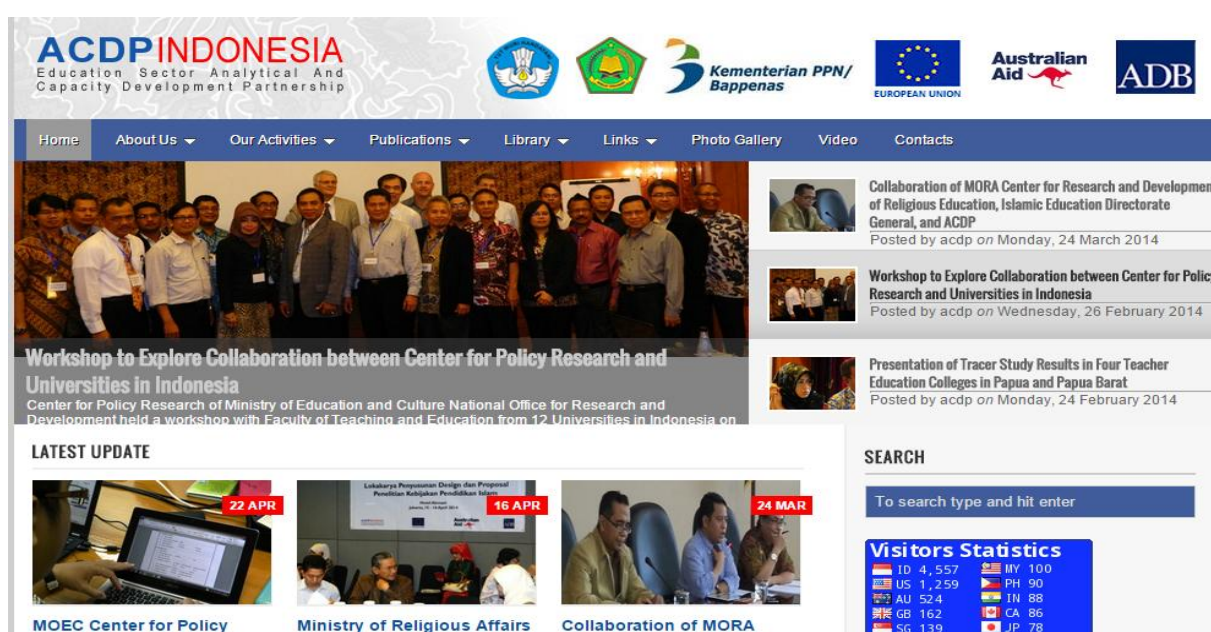 ACDPINDONESIA
Education Sector Analytical And
Capacity Development Partnership
Kementerian PPN/
Bappenas
EUROPEAN UNION
Australian
Aid
ADB
Home About Us Our Activities Publications Library Links Photo Gallery Video Contacts
Workshop to Explore Collaboration between Center for Policy Research and
Universities in Indonesia
Center for Policy Research of Ministry of Education and Culture National Office for Research and
Development held a workshop with Faculty of Teaching and Education from 12 Universities in Indonesia on
Collaboration of MORA Center for Research and Developmen
of Religious Education, Islamic Education Directorate
General, and ACDP
Posted by acdp on Monday, 24 March 2014
Workshop to Explore Collaboration between Center for Policy
Research and Universities in Indonesia
Posted by acdp on Wednesday, 26 February 2014
Presentation of Tracer Study Results in Four Teacher
Education Colleges in Papua and Papua Barat
Posted by acdp on Monday, 24 February 2014
LATEST UPDATE
22 APR
Lokakarya Penyusunan Design dan Proposal
Penelitian Kebijakan Pendidikan Islam
16 APR
24 MAR
MOEC Center for Policy
Ministry of Religious Affairs
Collaboration of MORA
SEARCH
To search type and hit enter
Visitors Statistics
ID 4,557 MY 100
US 1,259 PH 90
AU 524 IN 88
GB 162 CA 86
SG 139 JP 78